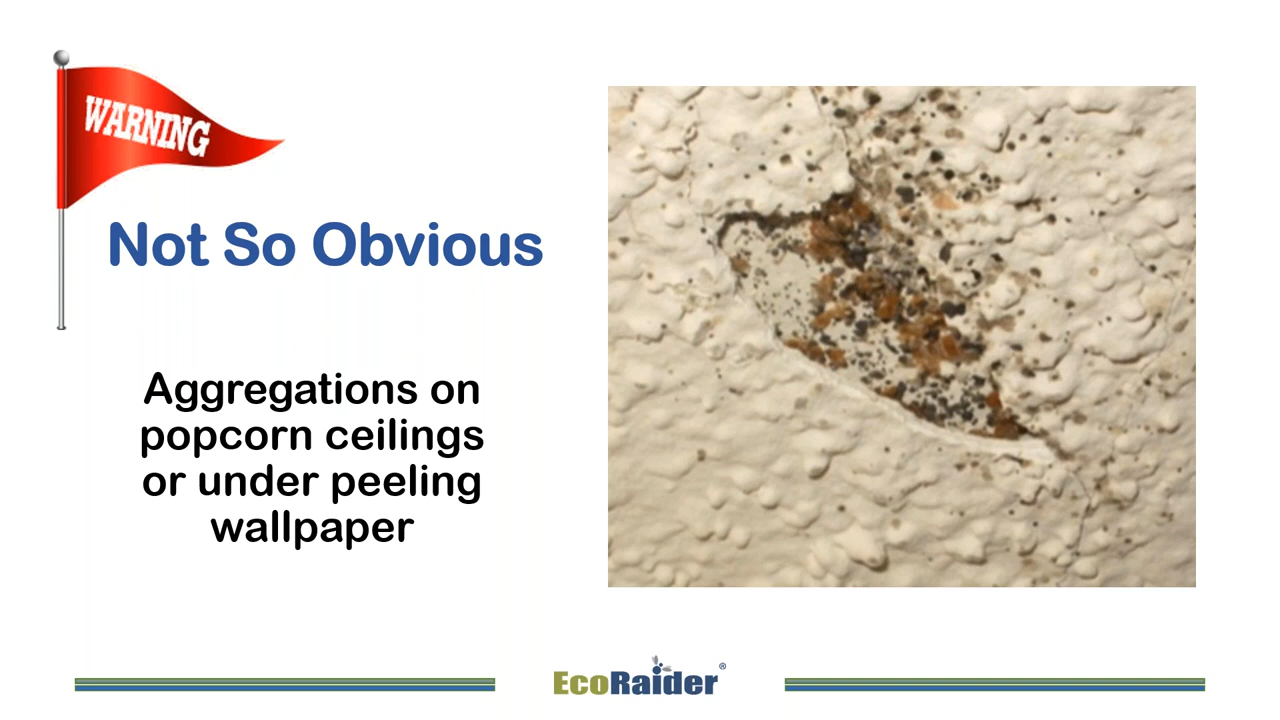 WARNING
Not So Obvious
Aggregations on
popcorn ceilings
or under peeling
wallpaper
EcoRaider®